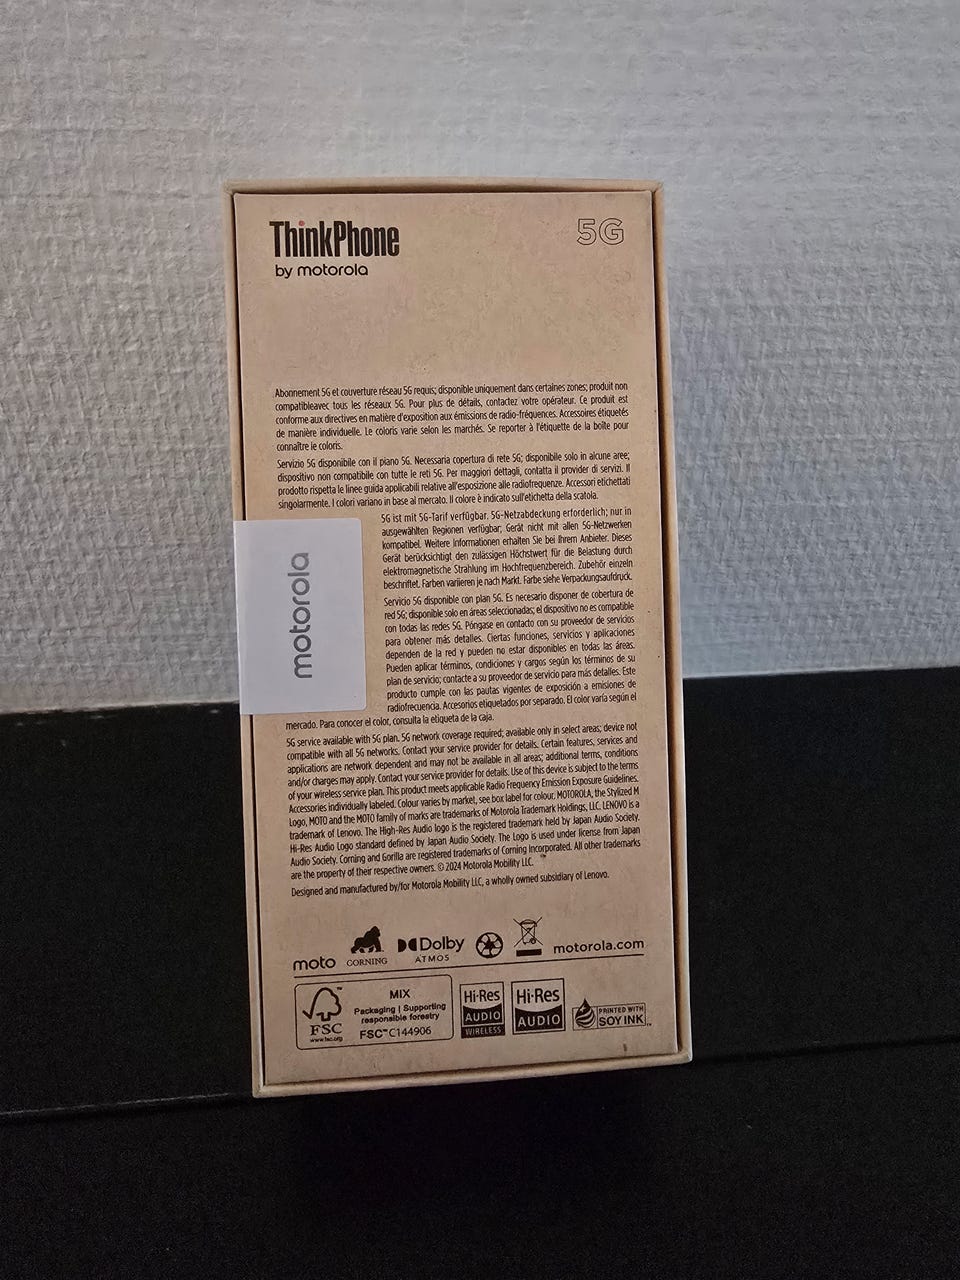 ThinkPhone
by motorola
5G
Abonnement 5G et couverture réseau 5G requis; disponible uniquement dans certaines zones; produit non
compatibleavec tous les réseaux 5G. Pour plus de détails, contactez votre opérateur. Ce produit est
conforme aux directives en matière d'exposition aux émissions de radio-fréquences. Accessoires étiquetés
de manière individuelle. Le coloris varie selon les marchés. Se reporter à l'étiquette de la boîte pour
connaître le coloris.
Servizio 5G disponibile con il piano 5G. Necessaria copertura di rete 5G; disponibile solo in alcune aree;
dispositivo non compatibile con tutte le reti 5G. Per maggiori dettagli, contatta il provider di servizi. Il
prodotto rispetta le linee guida applicabili relative all'esposizione alle radiofrequenze. Accessori etichettati
singolarmente. I colori variano in base al mercato. Il colore è indicato sull'etichetta della scatola.
5G ist mit 5G-Tarif verfügbar. 5G-Netzabdeckung erforderlich; nur in
ausgewählten Regionen verfügbar; Gerät nicht mit allen 5G-Netzwerken
kompatibel. Weitere Informationen erhalten Sie bei Ihrem Anbieter. Dieses
Gerät berücksichtigt den zulässigen Höchstwert für die Belastung durch
elektromagnetische Strahlung im Hochfrequenzbereich. Zubehör einzeln
beschriftet. Farben variieren je nach Markt. Farbe siehe Verpackungsaufdruck.
motorola
Servicio 5G disponible con plan 5G. Es necesario disponer de cobertura de
red 5G; disponible solo en áreas seleccionadas; el dispositivo no es compatible
con todas las redes 5G. Póngase en contacto con su proveedor de servicios
para obtener más detalles. Ciertas funciones, servicios y aplicaciones
dependen de la red y pueden no estar disponibles en todas las áreas.
Pueden aplicar términos, condiciones y cargos según los términos de su
plan de servicio; contacte a su proveedor de servicio para más detalles. Este
producto cumple con las pautas vigentes de exposición a emisiones de
radiofrecuencia. Accesorios etiquetados por separado. El color varía según el
mercado. Para conocer el color, consulta la etiqueta de la caja.
5G service available with 5G plan. 5G network coverage required; available only in select areas; device not
compatible with all 5G networks. Contact your service provider for details. Certain features, services and
applications are network dependent and may not be available in all areas; additional terms, conditions
and/or charges may apply. Contact your service provider for details. Use of this device is subject to the terms
of your wireless service plan. This product meets applicable Radio Frequency Emission Exposure Guidelines.
Accessories individually labeled. Colour varies by market, see box label for colour. MOTOROLA, the Stylized M
Logo, MOTO and the MOTO family of marks are trademarks of Motorola Trademark Holdings, LLC. LENOVO is a
trademark of Lenovo. The High-Res Audio logo is the registered trademark held by Japan Audio Society.
Hi-Res Audio Logo standard defined by Japan Audio Society. The Logo is used under license from Japan
Audio Society. Corning and Gorilla are registered trademarks of Corning Incorporated. All other trademarks
are the property of their respective owners. © 2024 Motorola Mobility LLC.
Designed and manufactured by/for Motorola Mobility LLC, a wholly owned subsidiary of Lenovo.
moto
CORNING
Dolby
ATMOS
motorola.com
FSC
www.fsc.org
MIX
Packaging | Supporting
responsible forestry
FSC™ C144906
Hi-Res
AUDIO
WIRELESS
Hi-Res
AUDIO
PRINTED WITH
SOY INK™